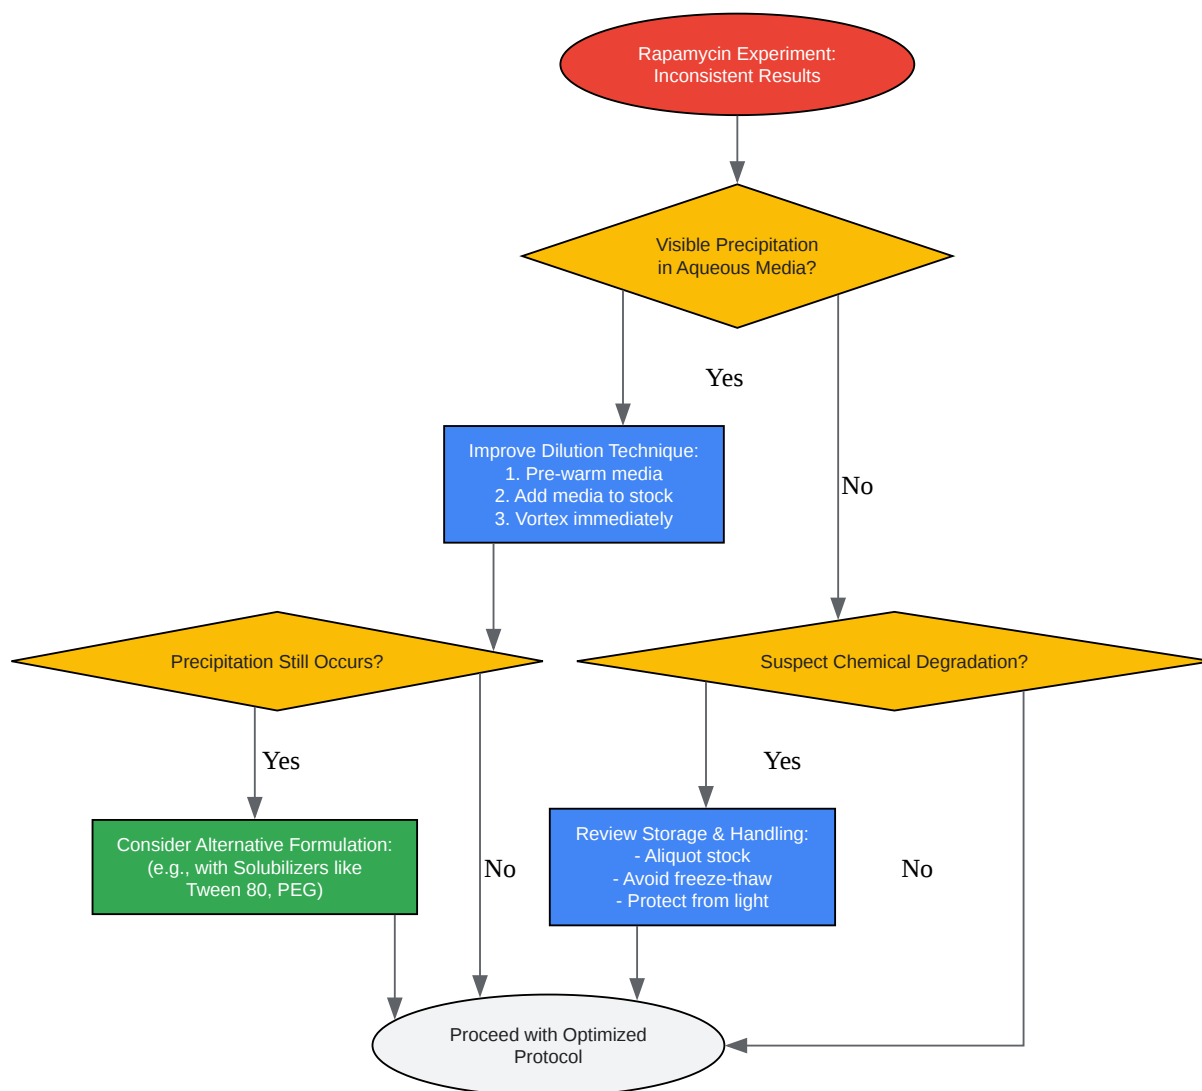 Rapamycin Experiment:
Inconsistent Results
Visible Precipitation
in Aqueous Media?
Yes
No
Improve Dilution Technique:
1. Pre-warm media
2. Add media to stock
3. Vortex immediately
Precipitation Still Occurs?
Suspect Chemical Degradation?
Yes
Yes
Consider Alternative Formulation:
(e.g., with Solubilizers like
Tween 80, PEG)
No
Review Storage & Handling:
- Aliquot stock
- Avoid freeze-thaw
- Protect from light
No
Proceed with Optimized
Protocol